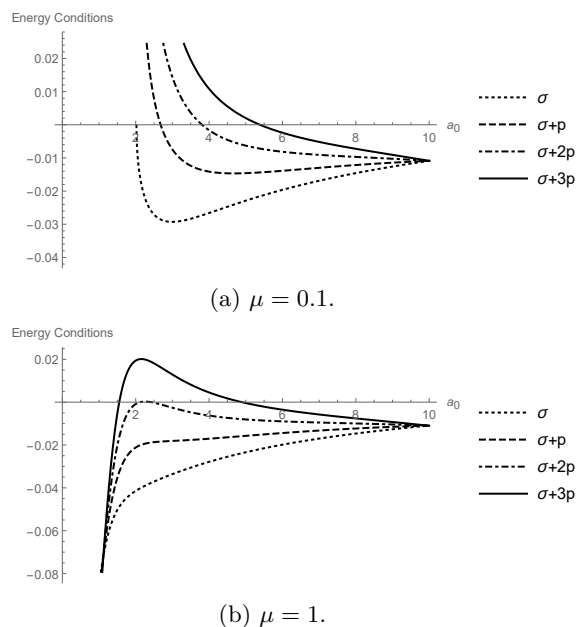 Energy Conditions
0.02
0.01
-0.01
-0.02
-0.03
-0.04
2 4 6 8 10
a0
σ
σ+p
σ+2p
σ+3p
(a) μ = 0.1.
Energy Conditions
0.02
-0.02
-0.04
-0.06
-0.08
2 4 6 8 10
a0
σ
σ+p
σ+2p
σ+3p
(b) μ = 1.